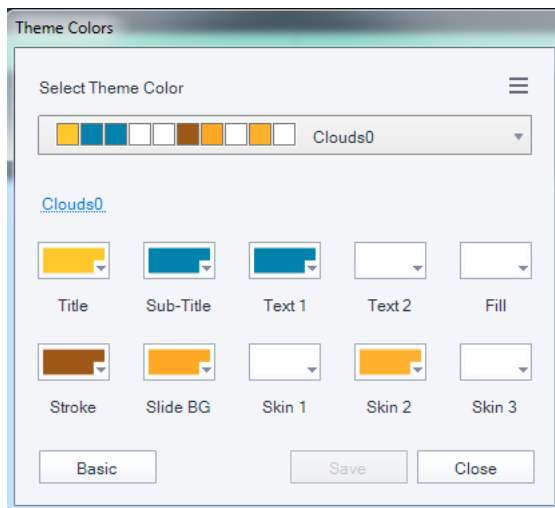 Theme Colors
Select Theme Color
Clouds0
Clouds0
Title Sub-Title Text 1 Text 2 Fill
Stroke Slide BG Skin 1 Skin 2 Skin 3
Basic Save Close